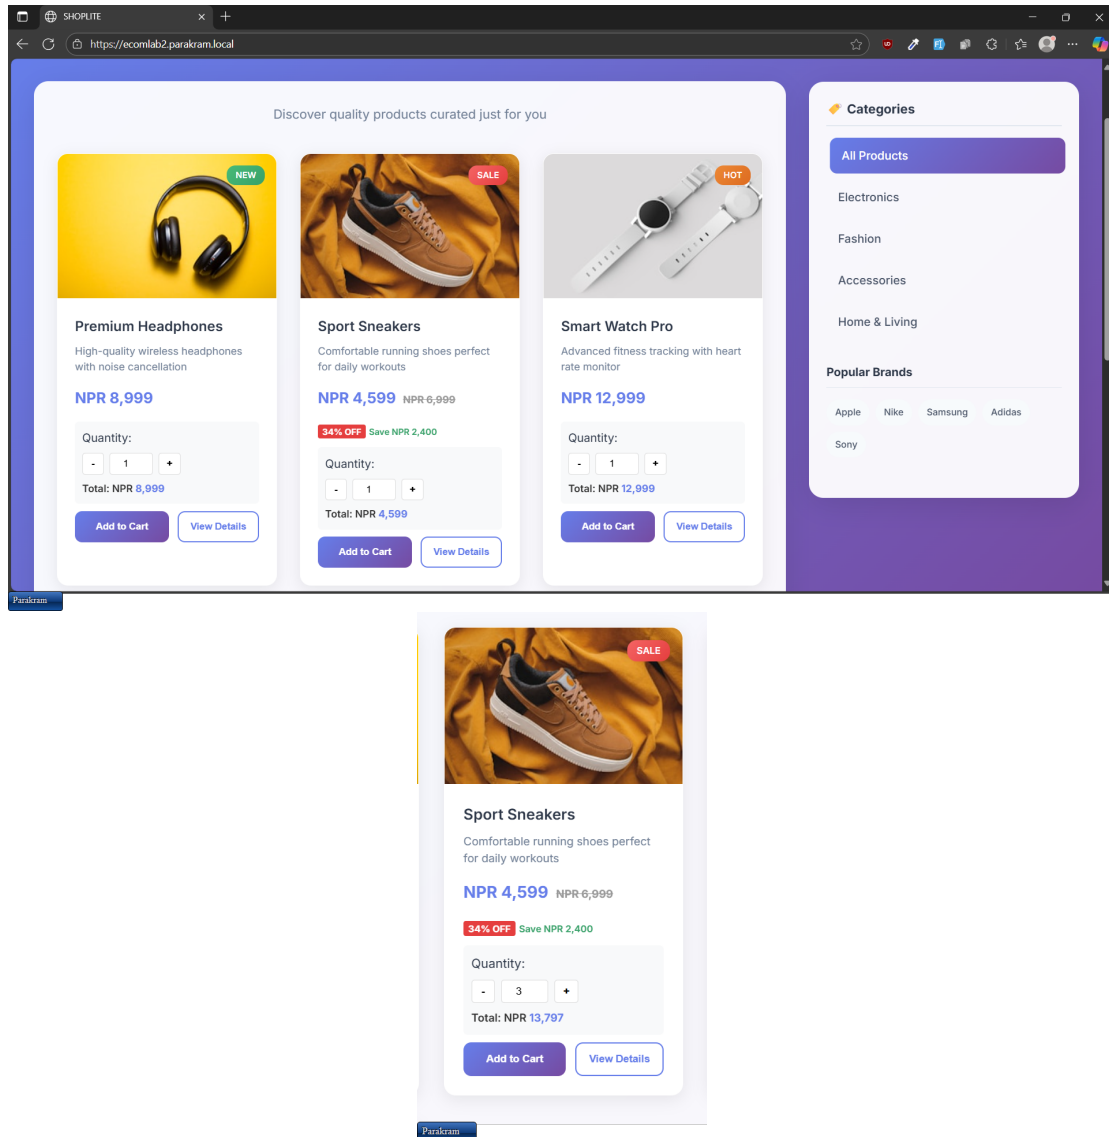 SHOPLITE
https://ecomlab2.parakram.local
Discover quality products curated just for you
NEW
Premium Headphones
High-quality wireless headphones
with noise cancellation
NPR 8,999
Quantity:
- 1 +
Total: NPR 8,999
Add to Cart View Details
SALE
Sport Sneakers
Comfortable running shoes perfect
for daily workouts
NPR 4,599 NPR 6,999
34% OFF Save NPR 2,400
Quantity:
- 1 +
Total: NPR 4,599
Add to Cart View Details
HOT
Smart Watch Pro
Advanced fitness tracking with heart
rate monitor
NPR 12,999
Quantity:
- 1 +
Total: NPR 12,999
Add to Cart View Details
Categories
All Products
Electronics
Fashion
Accessories
Home & Living
Popular Brands
Apple Nike Samsung Adidas
Sony
Parakram
SALE
Sport Sneakers
Comfortable running shoes perfect
for daily workouts
NPR 4,599 NPR 6,999
34% OFF Save NPR 2,400
Quantity:
- 3 +
Total: NPR 13,797
Add to Cart View Details
Parakram